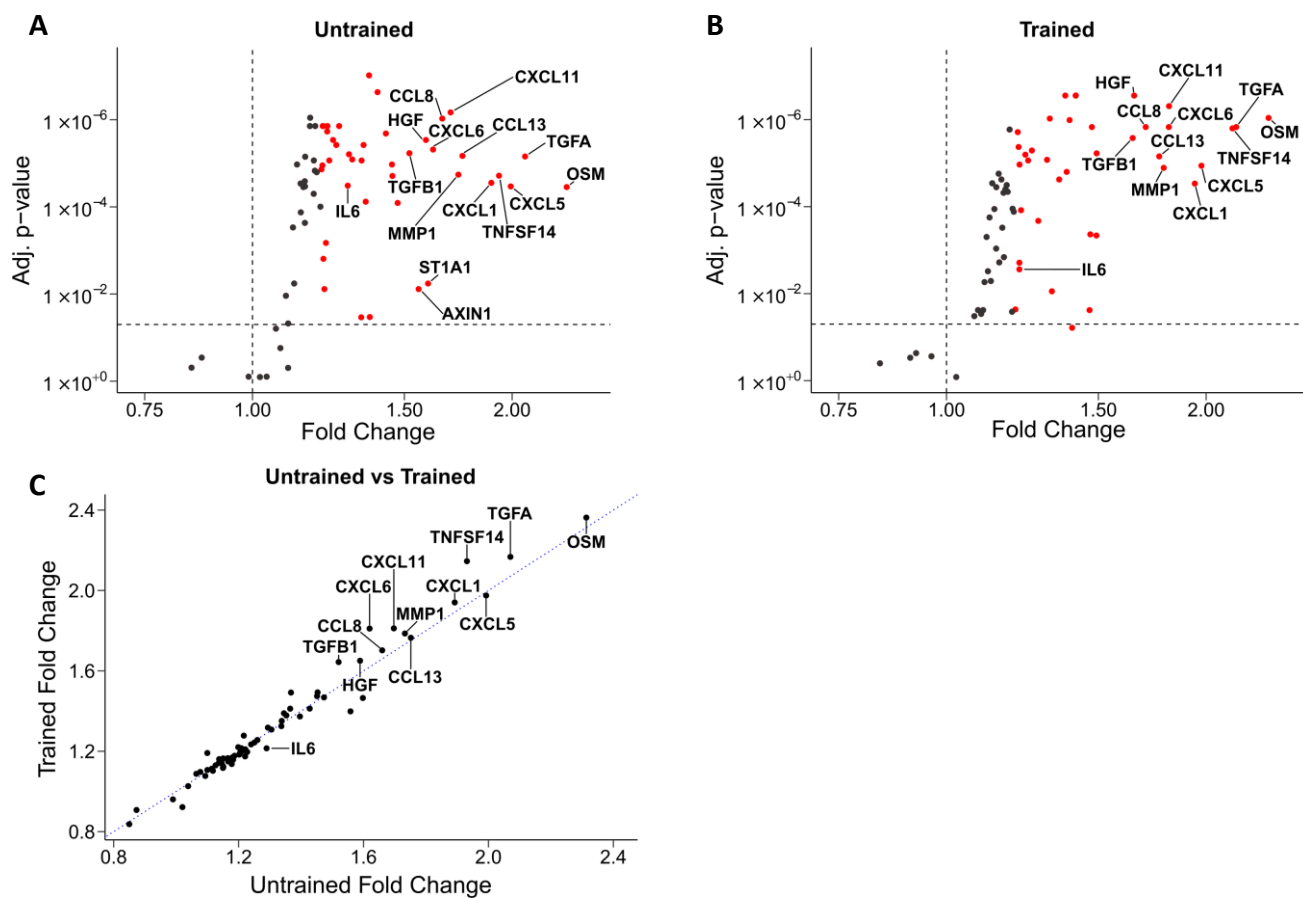 A
Untrained
CXCL11
CCL8
HGF
CXCL6
CCL13
TGFA
OSM
IL6
TGFB1
MMP1
CXCL1
CXCL5
TNFSF14
ST1A1
AXIN1
1 ×10⁻⁶
1 ×10⁻⁴
1 ×10⁻²
1 ×10⁺⁰
Adj. p−value
0.75
1.00
1.50
2.00
Fold Change
B
Trained
HGF
CXCL11
TGFA
CCL8
CXCL6
OSM
TGFB1
CCL13
TNFSF14
MMP1
CXCL5
CXCL1
IL6
1 ×10⁻⁶
1 ×10⁻⁴
1 ×10⁻²
1 ×10⁺⁰
Adj. p−value
0.75
1.00
1.50
2.00
Fold Change
C
Untrained vs Trained
TGFA
TNFSF14
OSM
CXCL11
CXCL6
CXCL1
MMP1
CXCL5
CCL8
TGFB1
HGF
CCL13
IL6
2.4
2.0
1.6
1.2
0.8
Trained Fold Change
0.8
1.2
1.6
2.0
2.4
Untrained Fold Change